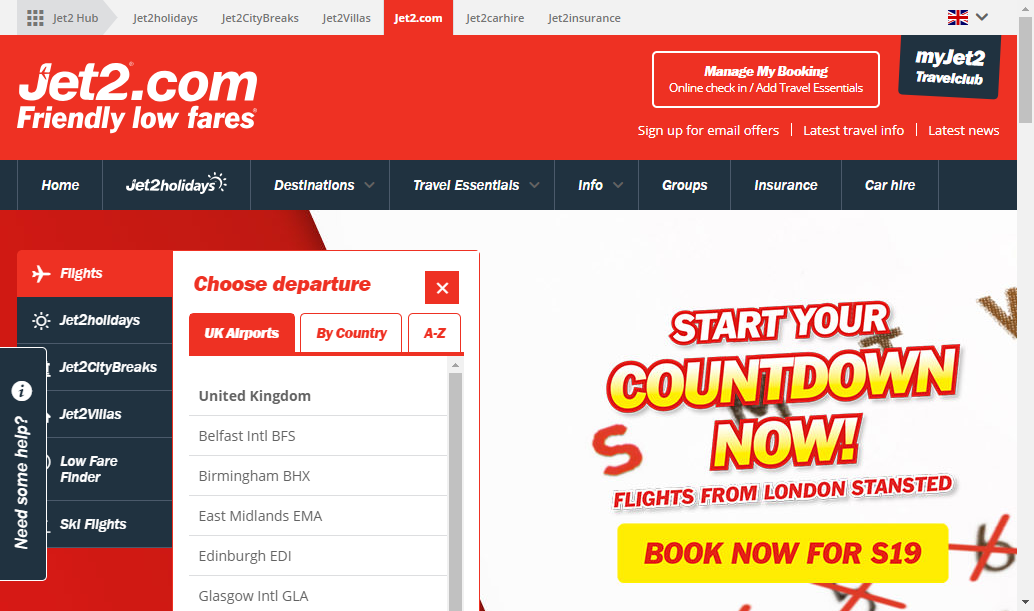 Jet2 Hub
Jet2holidays
Jet2CityBreaks
Jet2Villas
Jet2.com
Jet2carhire
Jet2insurance
Jet2.com
Friendly low fares
Manage My Booking
Online check in / Add Travel Essentials
myJet2
Travelclub
Sign up for email offers
Latest travel info
Latest news
Home
Jet2holidays
Destinations
Travel Essentials
Info
Groups
Insurance
Car hire
Flights
Jet2holidays
Jet2CityBreaks
Jet2Villas
Low Fare
Finder
Ski Flights
Need some help?
Choose departure
UK Airports
By Country
A-Z
United Kingdom
Belfast Intl BFS
Birmingham BHX
East Midlands EMA
Edinburgh EDI
Glasgow Intl GLA
START YOUR
COUNTDOWN
NOW!
FLIGHTS FROM LONDON STANSTED
BOOK NOW FOR S19